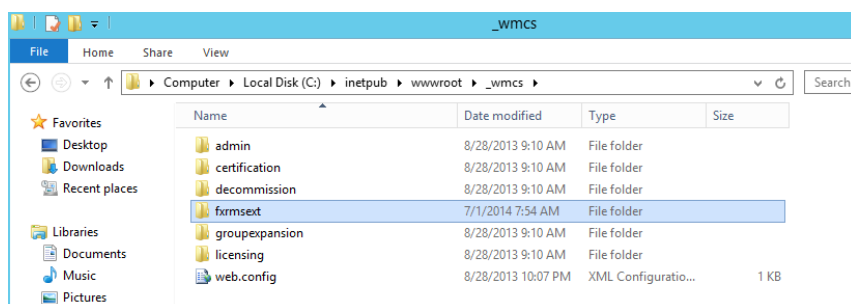 _wmcs
File Home Share View
Computer Local Disk (C:) inetpub wwwroot _wmcs Search
Name Date modified Type Size
Favorites
Desktop
Downloads
Recent places
Libraries
Documents
Music
Pictures
admin 8/28/2013 9:10 AM File folder
certification 8/28/2013 9:10 AM File folder
decommission 8/28/2013 9:10 AM File folder
fxrmsext 7/1/2014 7:54 AM File folder
groupexpansion 8/28/2013 9:10 AM File folder
licensing 8/28/2013 9:10 AM File folder
web.config 8/28/2013 10:07 PM XML Configuratio... 1 KB